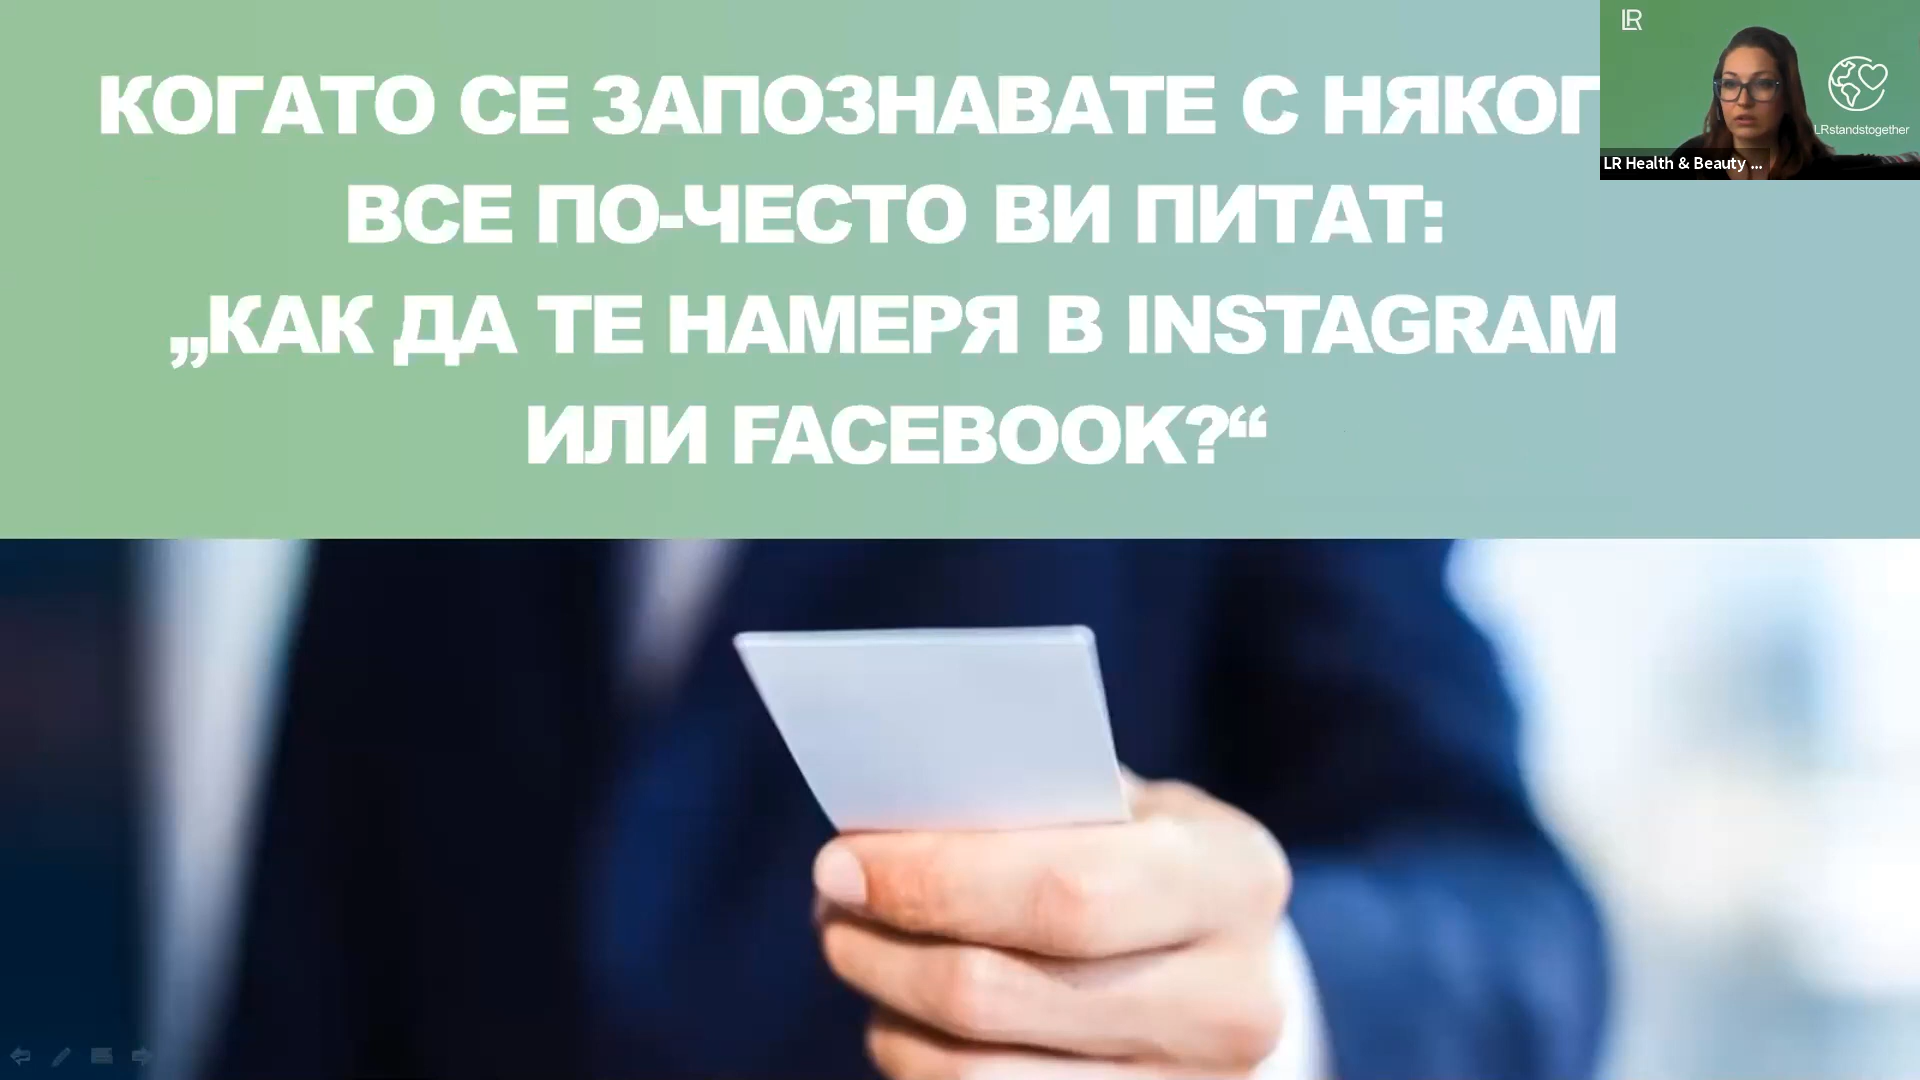 КОГАТО СЕ ЗАПОЗНАВАТЕ С НЯКОГ
ВСЕ ПО-ЧЕСТО ВИ ПИТАТ:
„КАК ДА ТЕ НАМЕРЯ В INSTAGRAM
ИЛИ FACEBOOK?“
LR
LRstandstogether
LR Health & Beauty ...